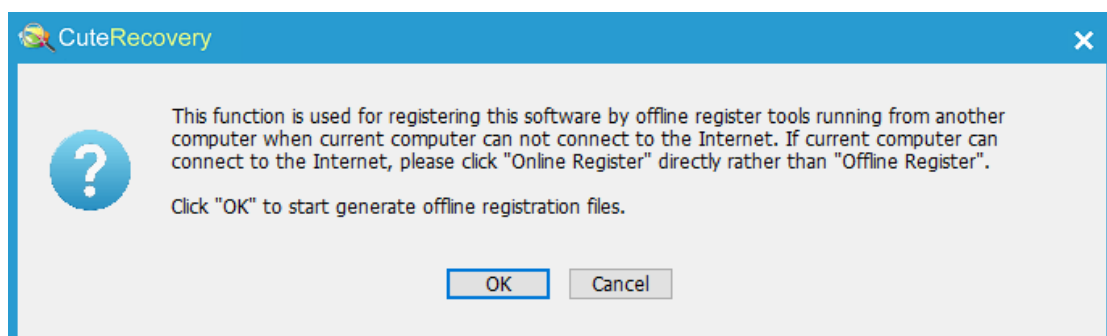 CuteRecovery
This function is used for registering this software by offline register tools running from another
computer when current computer can not connect to the Internet. If current computer can
connect to the Internet, please click "Online Register" directly rather than "Offline Register".
Click "OK" to start generate offline registration files.
OK
Cancel